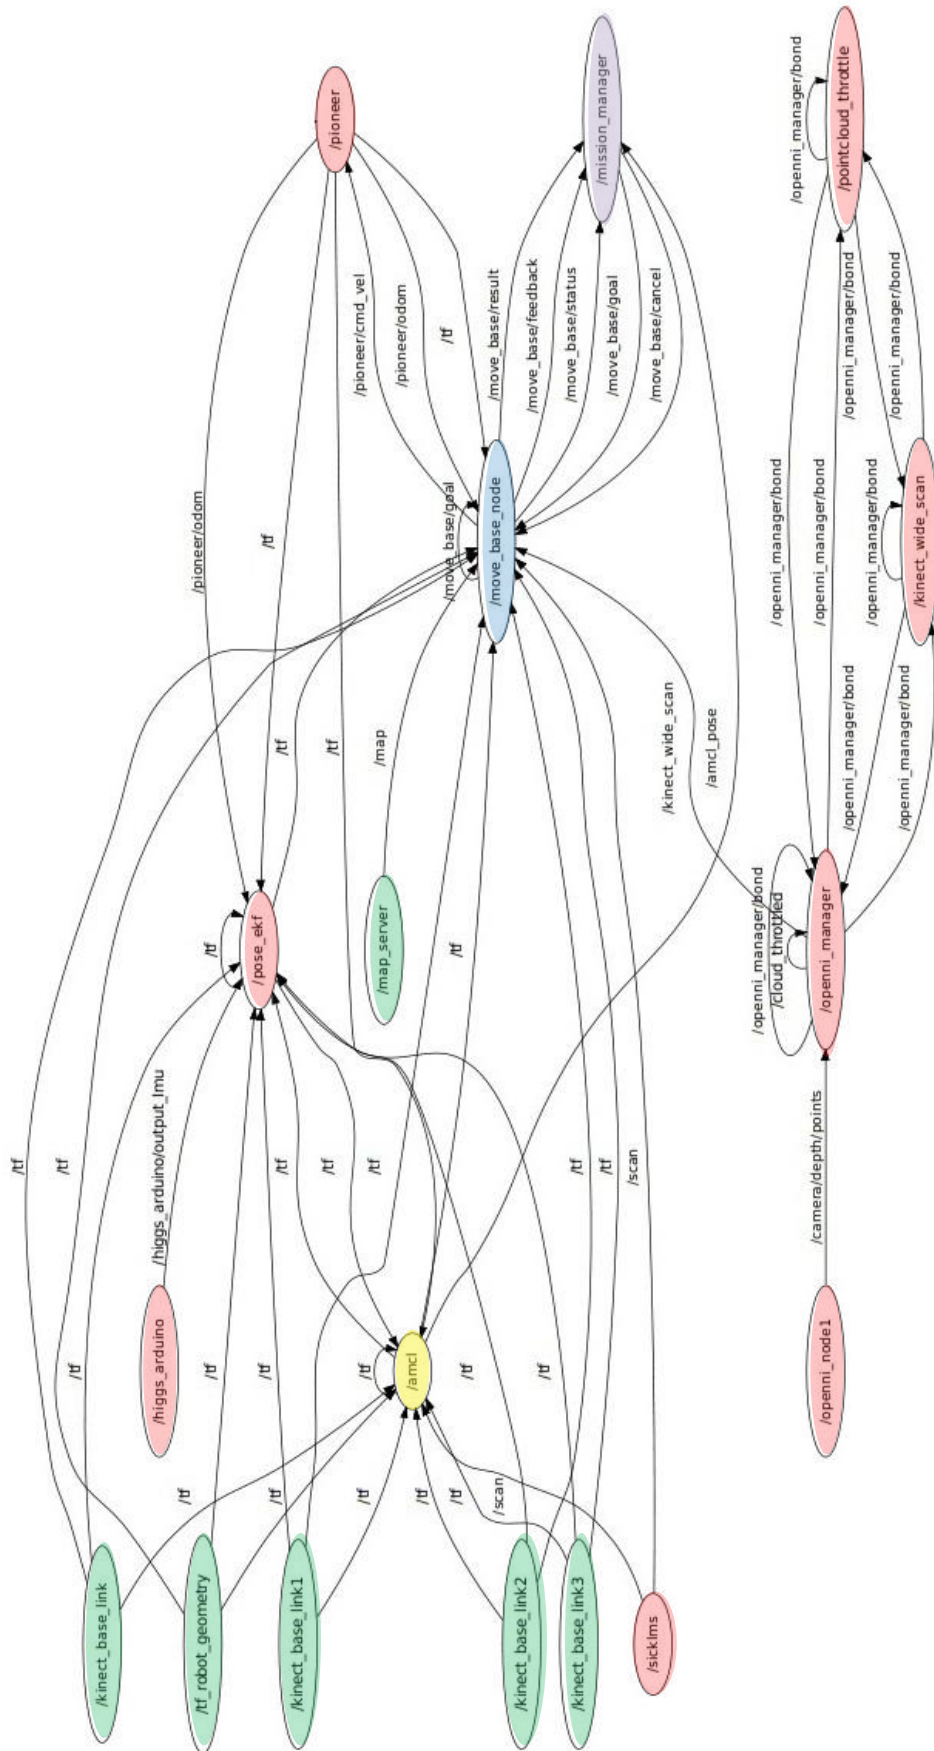 /tf
/tf
/tf
/kinect_base_link
/higgs_arduino
/higgs_arduino/output_Imu
/tf
/tf
/pioneer/odom
/tf_robot_geometry
/tf
/tf
/pose_ekf
/tf
/tf
/tf
/tf
/kinect_base_link1
/tf
/tf
/tf
/pioneer
/tf
/tf
/map
/map_server
/pioneer/cmd_vel
/amcl
/pioneer/odom
/tf
/tf
/tf
/tf
/move_base/goal
/tf
/scan
/move_base_node
/move_base/result
/kinect_base_link2
/tf
/move_base/feedback
/tf
/tf
/move_base/status
/kinect_base_link3
/mission_manager
/move_base/goal
/scan
/sicklms
/kinect_wide_scan
/move_base/cancel
/amcl_pose
/openni_manager/bond
/cloud_throttled
/openni_manager/bond
/openni_manager/bond
/openni_node1
/camera/depth/points
/openni_manager
/openni_manager/bond
/openni_manager/bond
/openni_manager/bond
/pointcloud_throttle
/openni_manager/bond
/openni_manager/bond
/openni_manager/bond
/kinect_wide_scan
/openni_manager/bond